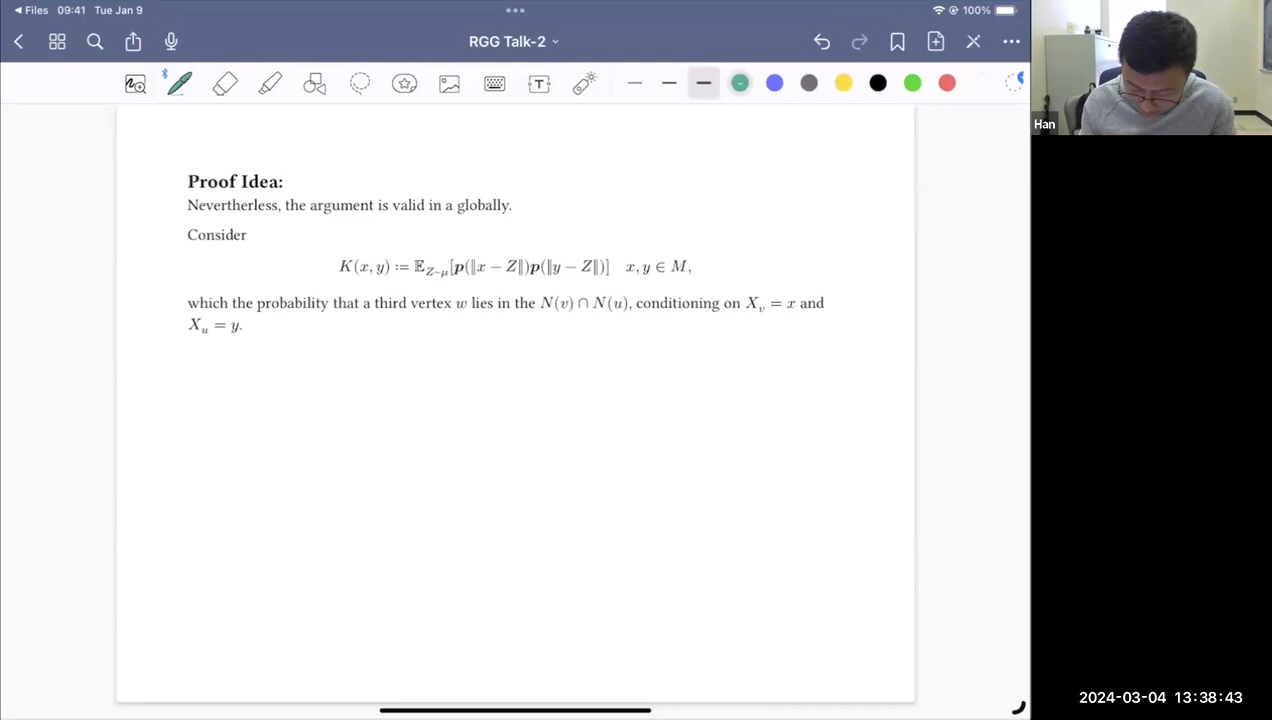 Files 09:41 Tue Jan 9 100%
RGG Talk-2
Proof Idea:
Nevertheless, the argument is valid in a globally.
Consider
K(x, y) := 𝔼_{Z∼μ}[p(‖x − Z‖)p(‖y − Z‖)] x, y ∈ M,
which the probability that a third vertex w lies in the N(v) ∩ N(u), conditioning on X_v = x and
X_u = y.
Han
2024-03-04 13:38:43